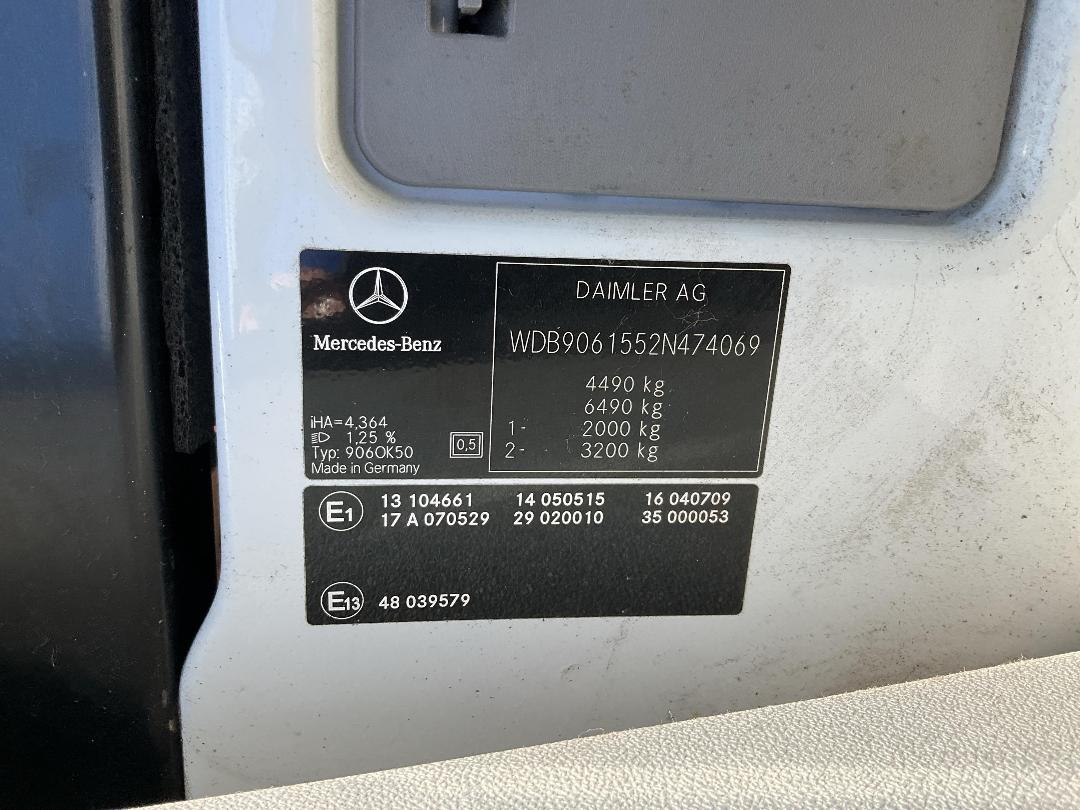 DAIMLER AG
Mercedes-Benz
WDB9061552N474069
4490 kg
6490 kg
1- 2000 kg
2- 3200 kg
iHA=4,364
1,25 %
Typ: 906OK50
0,5
Made in Germany
E1 13 104661 14 050515 16 040709
17 A 070529 29 020010 35 000053
E13 48 039579